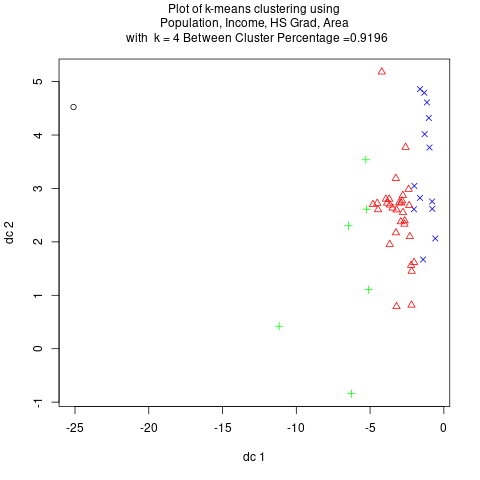 Plot of k-means clustering using
Population, Income, HS Grad, Area
with k = 4 Between Cluster Percentage =0.9196
5
4
3
2
1
0
-1
dc 2
-25 -20 -15 -10 -5 0
dc 1